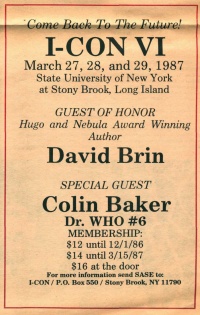 Come Back To The Future!
I-CON VI
March 27, 28, and 29, 1987
State University of New York
at Stony Brook, Long Island
GUEST OF HONOR
Hugo and Nebula Award Winning
Author
David Brin
SPECIAL GUEST
Colin Baker
Dr. WHO #6
MEMBERSHIP:
$12 until 12/1/86
$14 until 3/15/87
$16 at the door
For more information send SASE to:
I-CON / P.O. Box 550 / Stony Brook, NY 11790